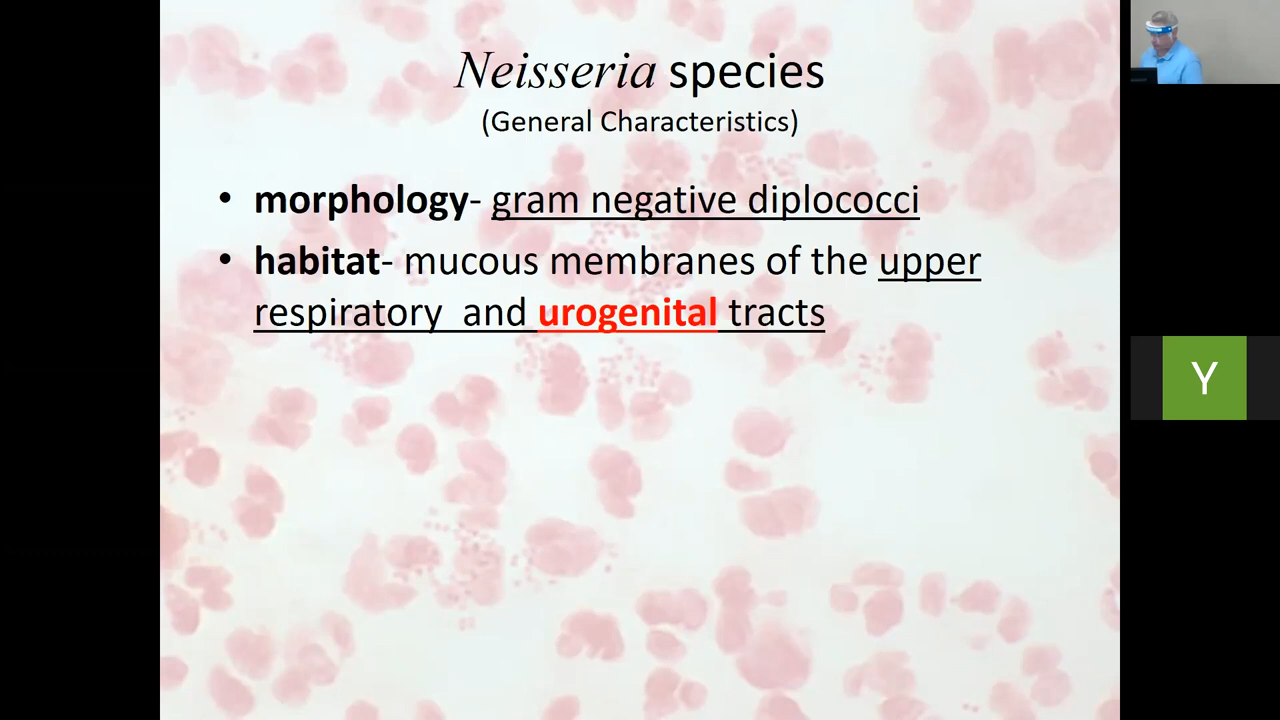 Neisseria species
(General Characteristics)
• morphology- gram negative diplococci
• habitat- mucous membranes of the upper
respiratory and urogenital tracts
Y